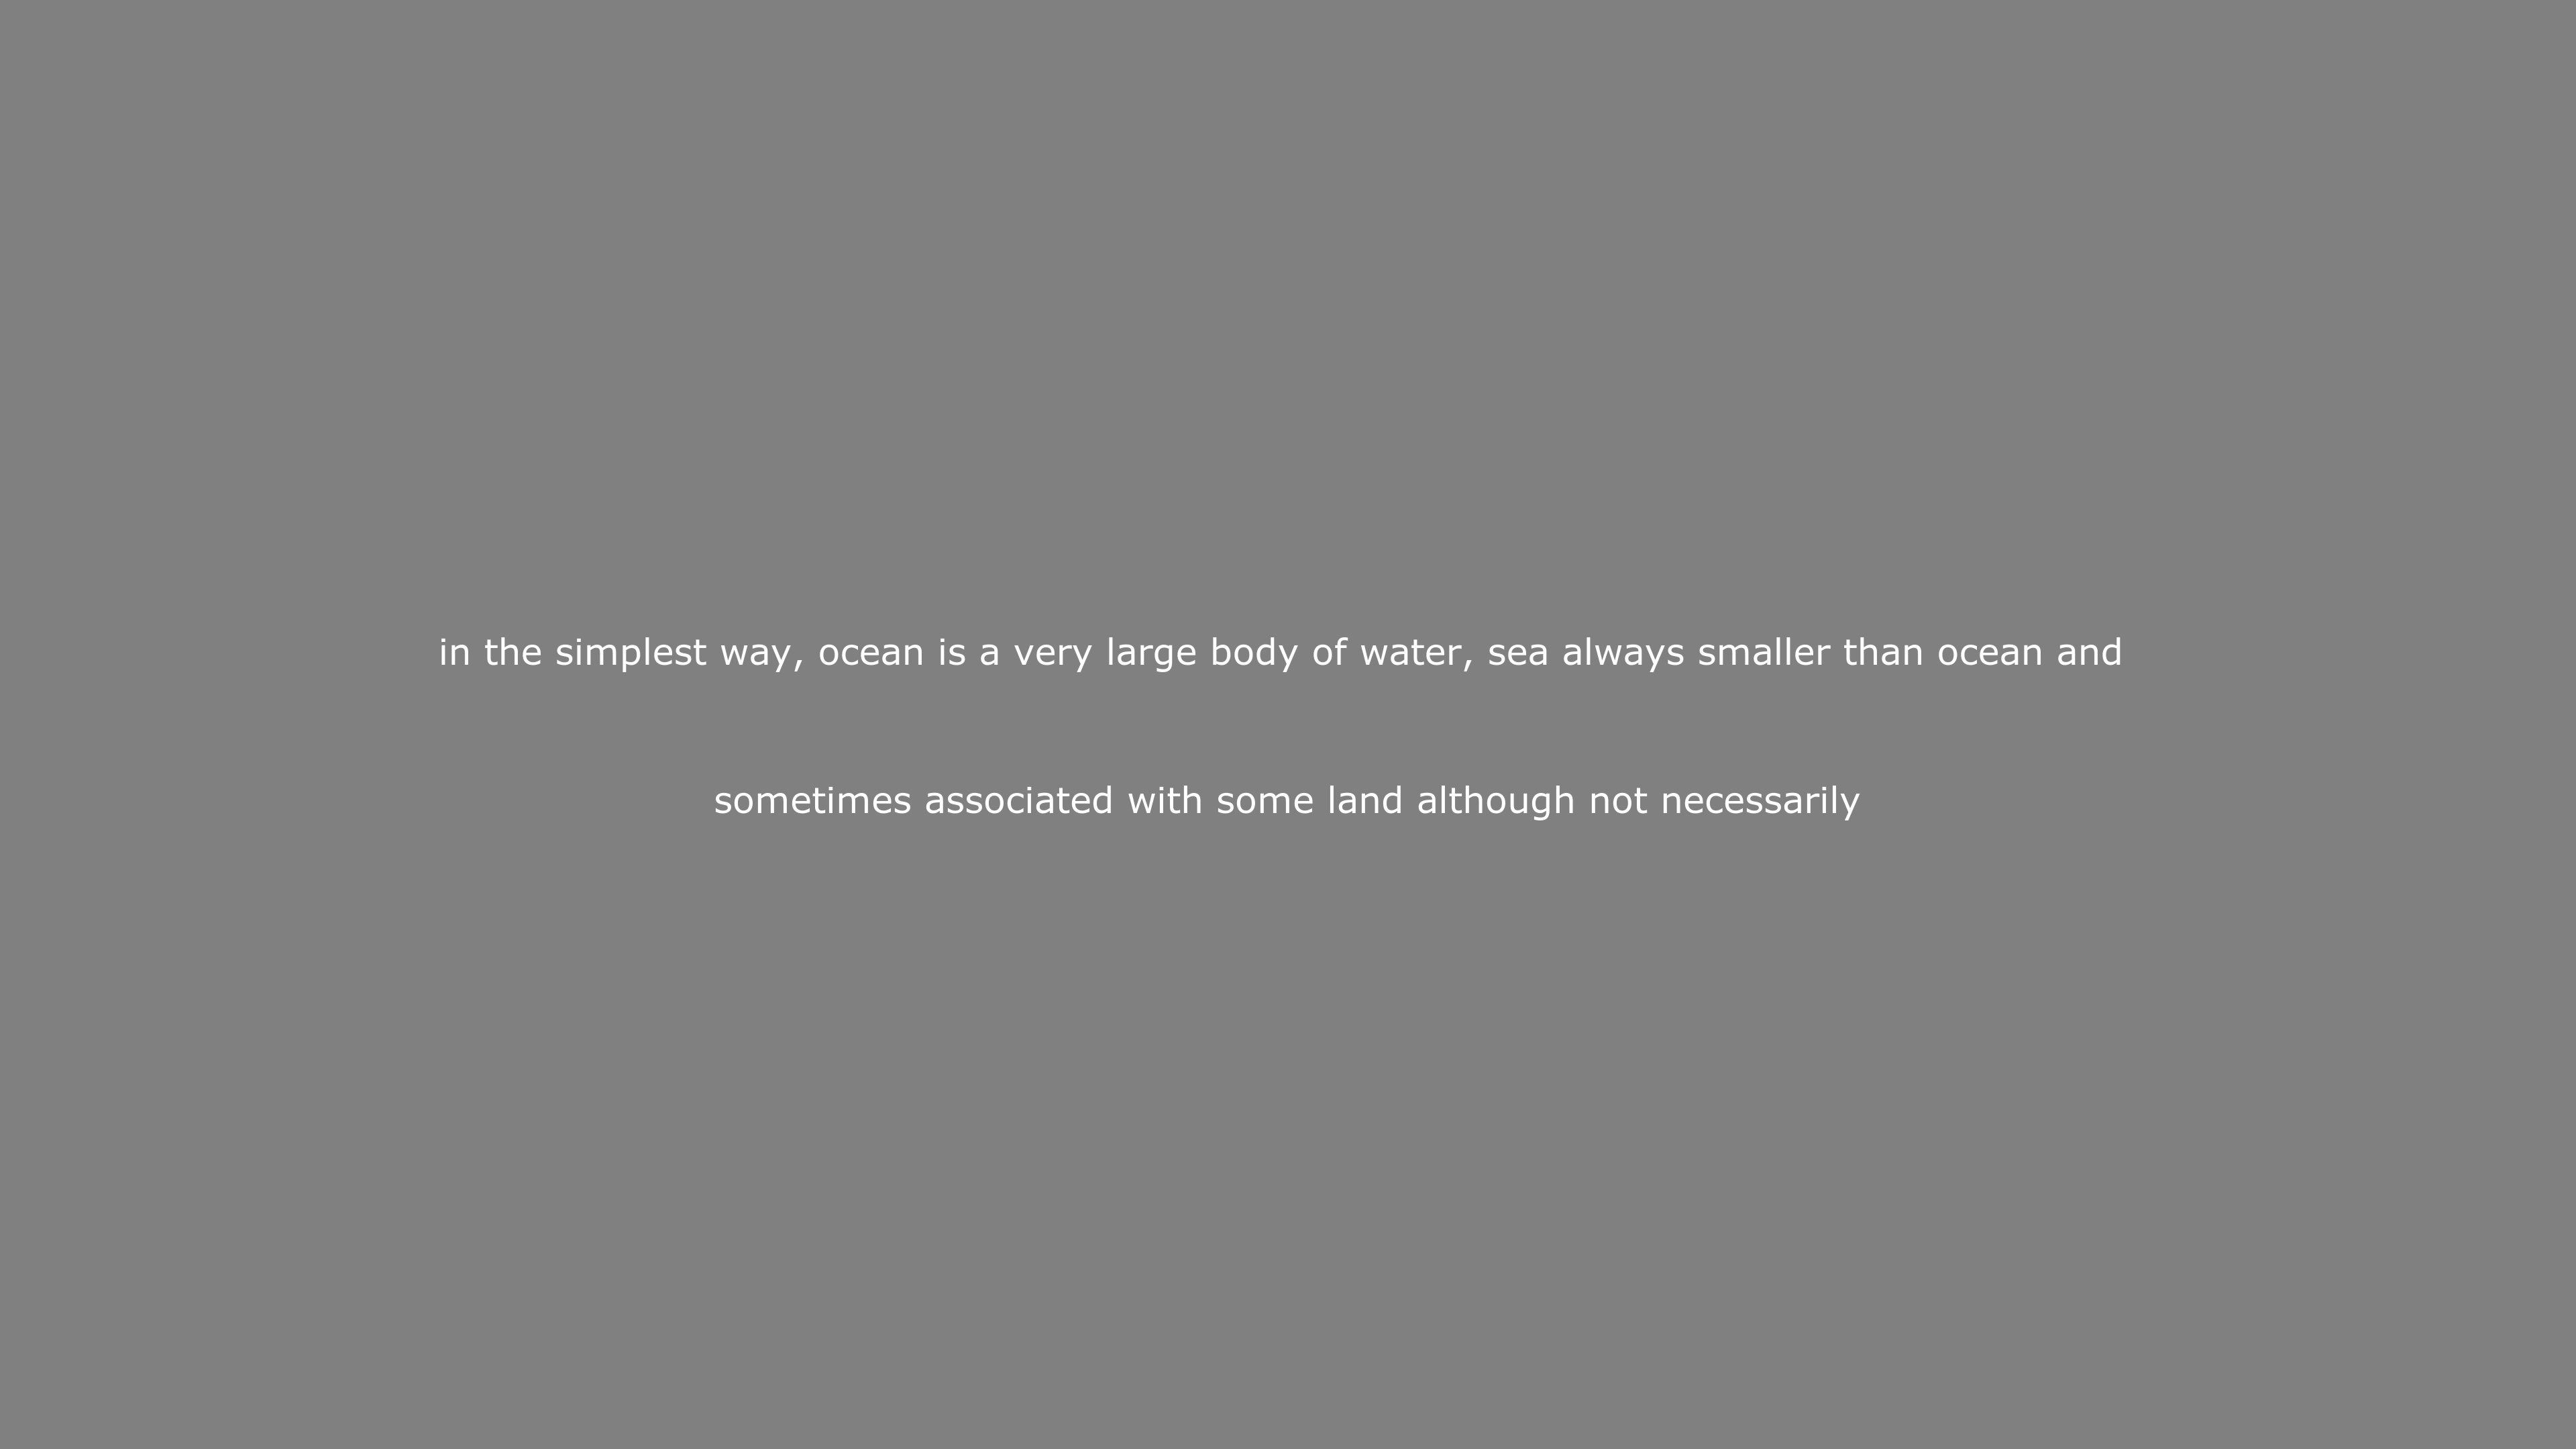 in the simplest way, ocean is a very large body of water, sea always smaller than ocean and
sometimes associated with some land although not necessarily